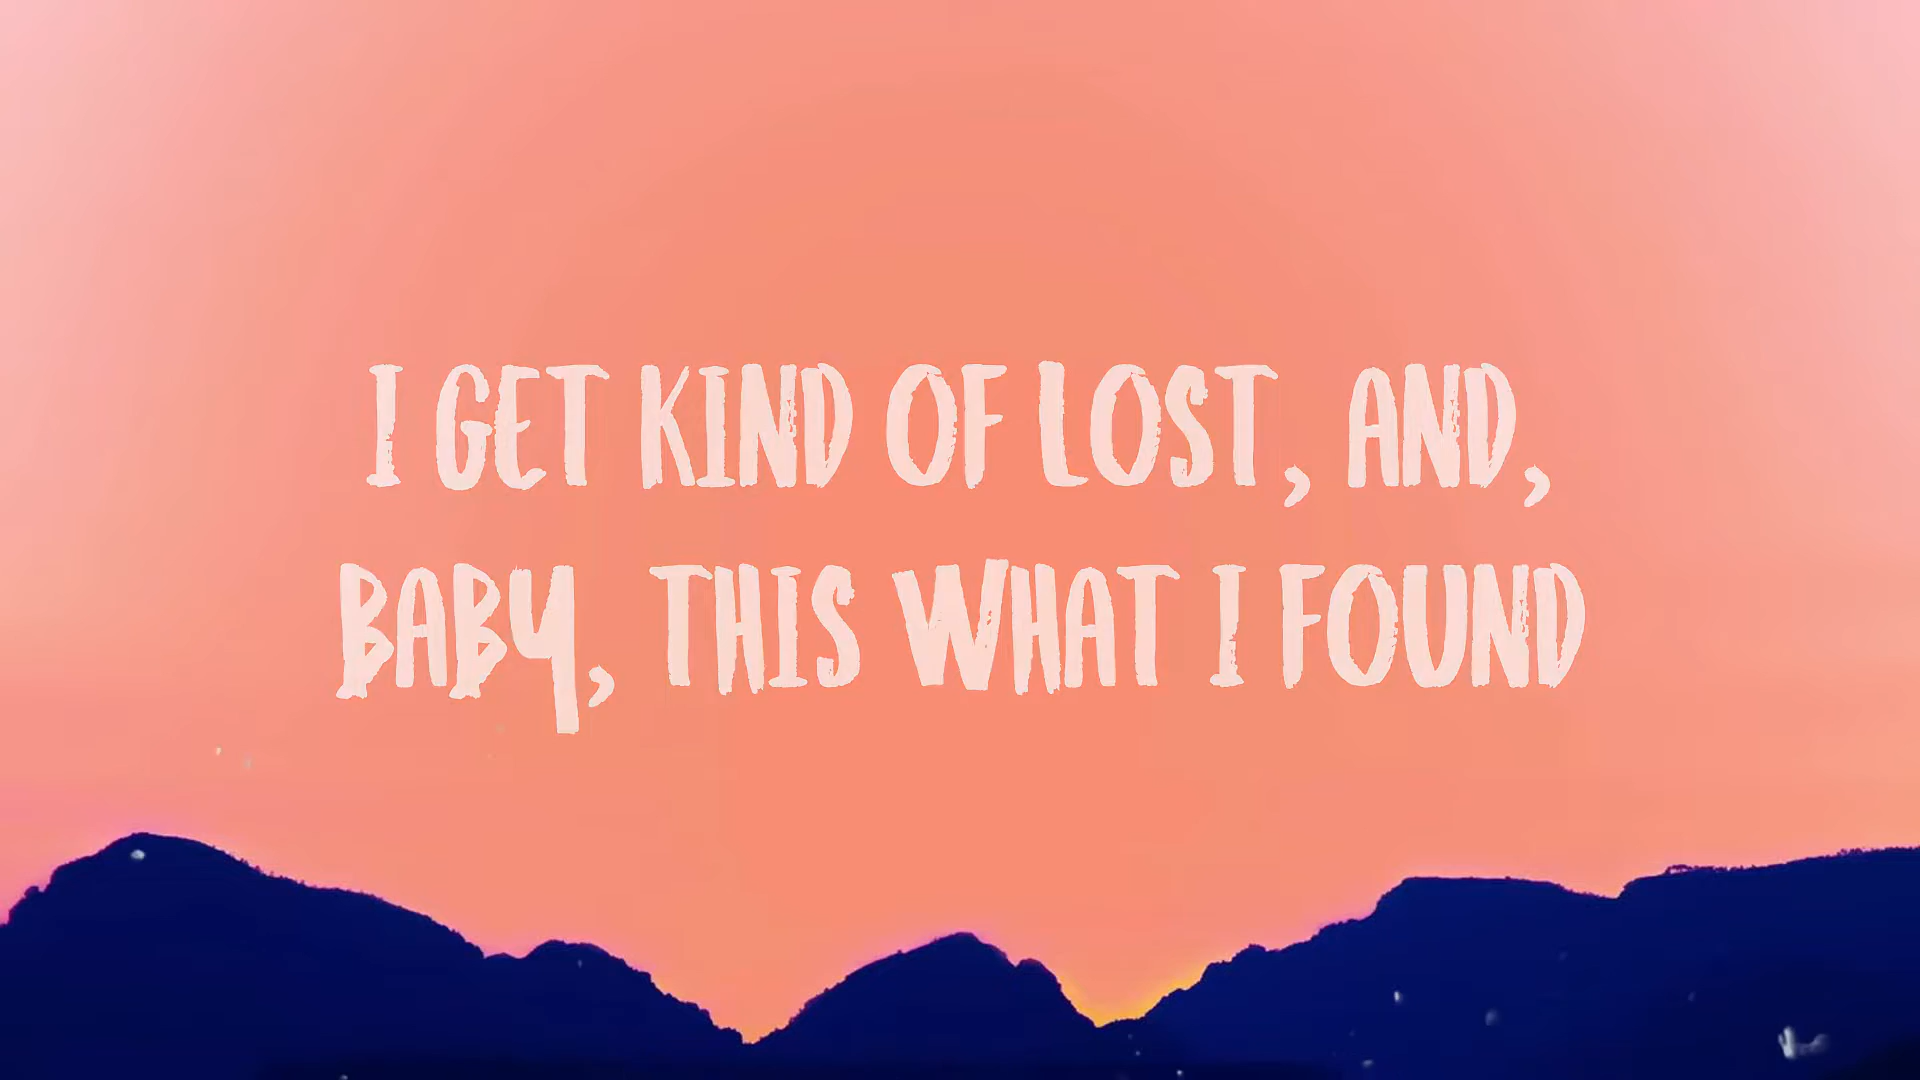 I GET KIND OF LOST, AND,
BABY, THIS WHAT I FOUND